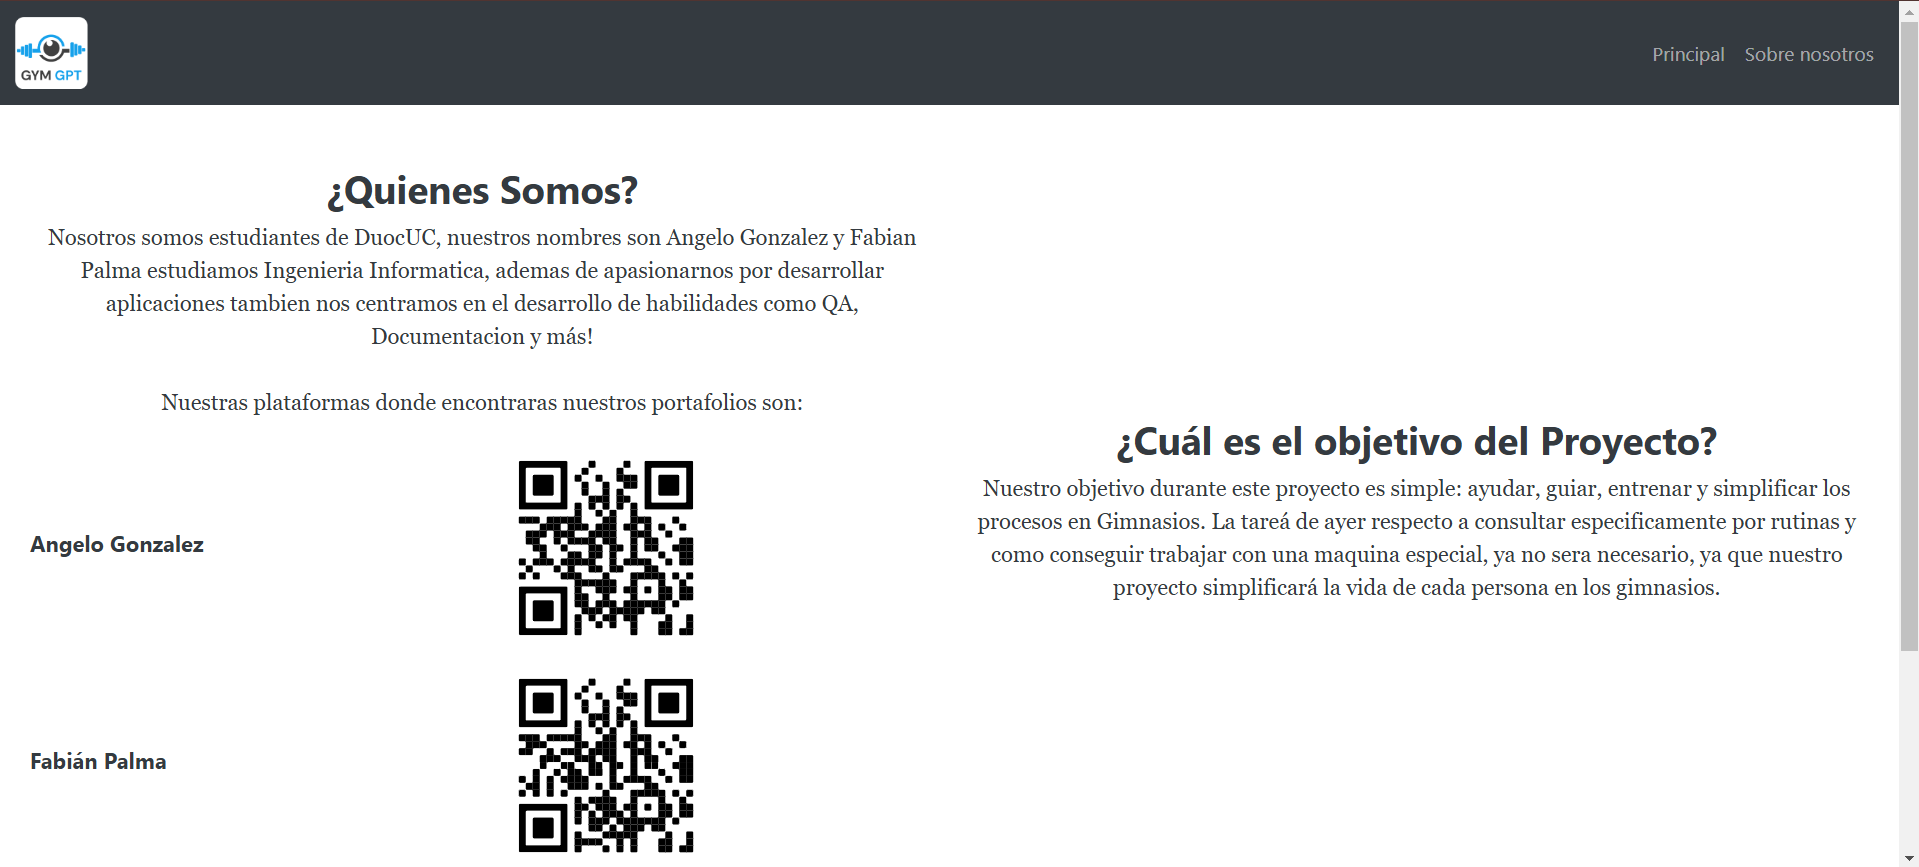 GYM GPT
Principal
Sobre nosotros
¿Quienes Somos?
Nosotros somos estudiantes de DuocUC, nuestros nombres son Angelo Gonzalez y Fabian
Palma estudiamos Ingenieria Informatica, ademas de apasionarnos por desarrollar
aplicaciones tambien nos centramos en el desarrollo de habilidades como QA,
Documentacion y más!
Nuestras plataformas donde encontraras nuestros portafolios son:
Angelo Gonzalez
Fabián Palma
¿Cuál es el objetivo del Proyecto?
Nuestro objetivo durante este proyecto es simple: ayudar, guiar, entrenar y simplificar los
procesos en Gimnasios. La tareá de ayer respecto a consultar especificamente por rutinas y
como conseguir trabajar con una maquina especial, ya no sera necesario, ya que nuestro
proyecto simplificará la vida de cada persona en los gimnasios.